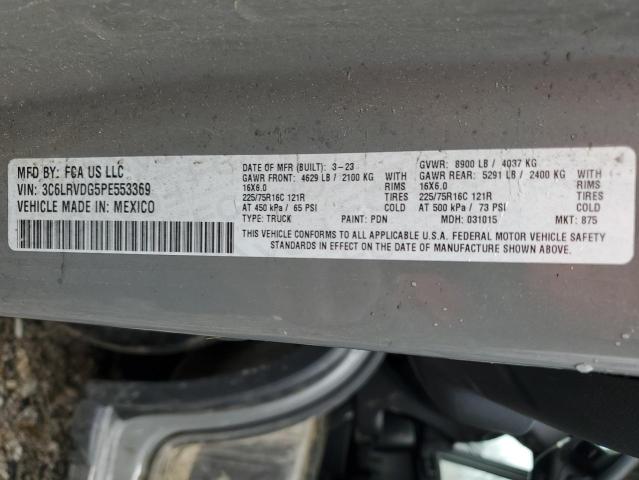 MFD BY: FCA US LLC
VIN: 3C6LRVDG5PE553369
VEHICLE MADE IN: MEXICO
DATE OF MFR (BUILT): 3-23 GVWR: 8900 LB / 4037 KG
GAWR FRONT: 4629 LB / 2100 KG WITH GAWR REAR: 5291 LB / 2400 KG WITH
16X6.0 RIMS 16X6.0 RIMS
225/75R16C 121R TIRES 225/75R16C 121R TIRES
AT 450 kPa / 65 PSI COLD AT 500 kPa / 73 PSI COLD
TYPE: TRUCK PAINT: PDN MDH: 031015 MKT: 875
THIS VEHICLE CONFORMS TO ALL APPLICABLE U.S.A. FEDERAL MOTOR VEHICLE SAFETY
STANDARDS IN EFFECT ON THE DATE OF MANUFACTURE SHOWN ABOVE.